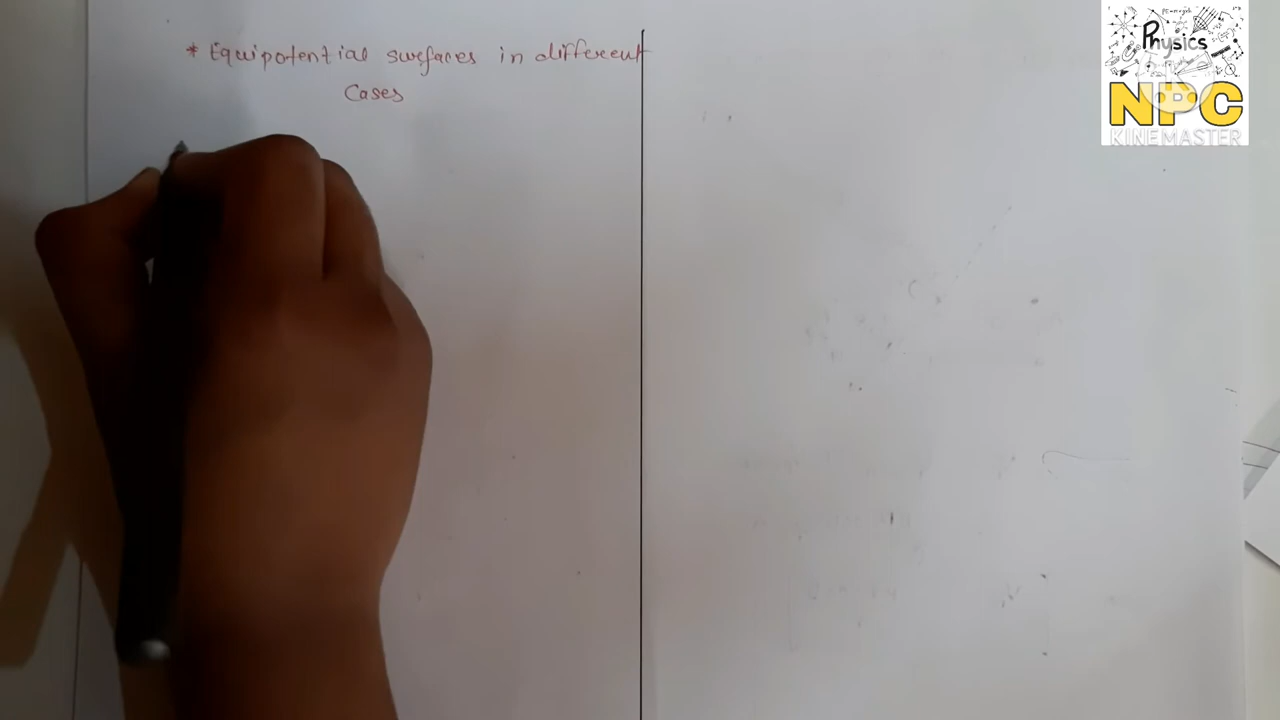 * Equipotential surfaces in different
Cases
Physics
NPC
KINEMASTER